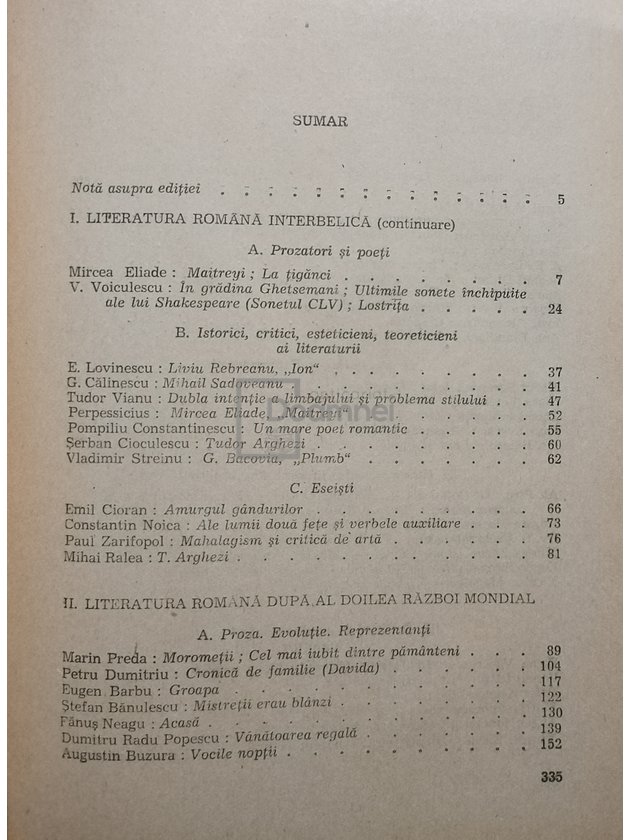 SUMAR
Notă asupra ediției . . . . . . . . . . . . . . 5
I. LITERATURA ROMÂNĂ INTERBELICĂ (continuare)
A. Prozatori și poeți
Mircea Eliade : Maitreyi ; La țigănci . . . . . . . . 7
V. Voiculescu : În grădina Ghetsemani ; Ultimile sonete închipuite
ale lui Shakespeare (Sonetul CLV) ; Lostrița . . . . . 24
B. Istorici, critici, esteticieni, teoreticieni
ai literaturii
E. Lovinescu : Liviu Rebreanu, „Ion“ . . . . . . . 37
G. Călinescu : Mihail Sadoveanu . . . . . . . . 41
Tudor Vianu : Dubla intenție a limbajului și problema stilului . . 47
Perpessicius : Mircea Eliade, „Maitreyi“ . . . . . . . 52
Pompiliu Constantinescu : Un mare poet romantic . . . . . 55
Șerban Cioculescu : Tudor Arghezi . . . . . . . . 60
Vladimir Streinu : G. Bacovia, „Plumb“ . . . . . . . 62
C. Eseiști
Emil Cioran : Amurgul gândurilor . . . . . . . . 66
Constantin Noica : Ale lumii două fețe și verbele auxiliare . . . 73
Paul Zarifopol : Mahalagism și critică de artă . . . . . . 76
Mihai Ralea : T. Arghezi . . . . . . . . . . 81
II. LITERATURA ROMÂNĂ DUPĂ AL DOILEA RĂZBOI MONDIAL
A. Proza. Evoluție. Reprezentanți
Marin Preda : Moromeții ; Cel mai iubit dintre pământeni . . . 89
Petru Dumitriu : Cronică de familie (Davida) . . . . . . 104
Eugen Barbu : Groapa . . . . . . . . . . 117
Ștefan Bănulescu : Mistreții erau blânzi . . . . . . . 122
Fănuș Neagu : Acasă . . . . . . . . . . . 130
Dumitru Radu Popescu : Vânătoarea regală . . . . . . 139
Augustin Buzura : Vocile nopții . . . . . . . . . 152
335